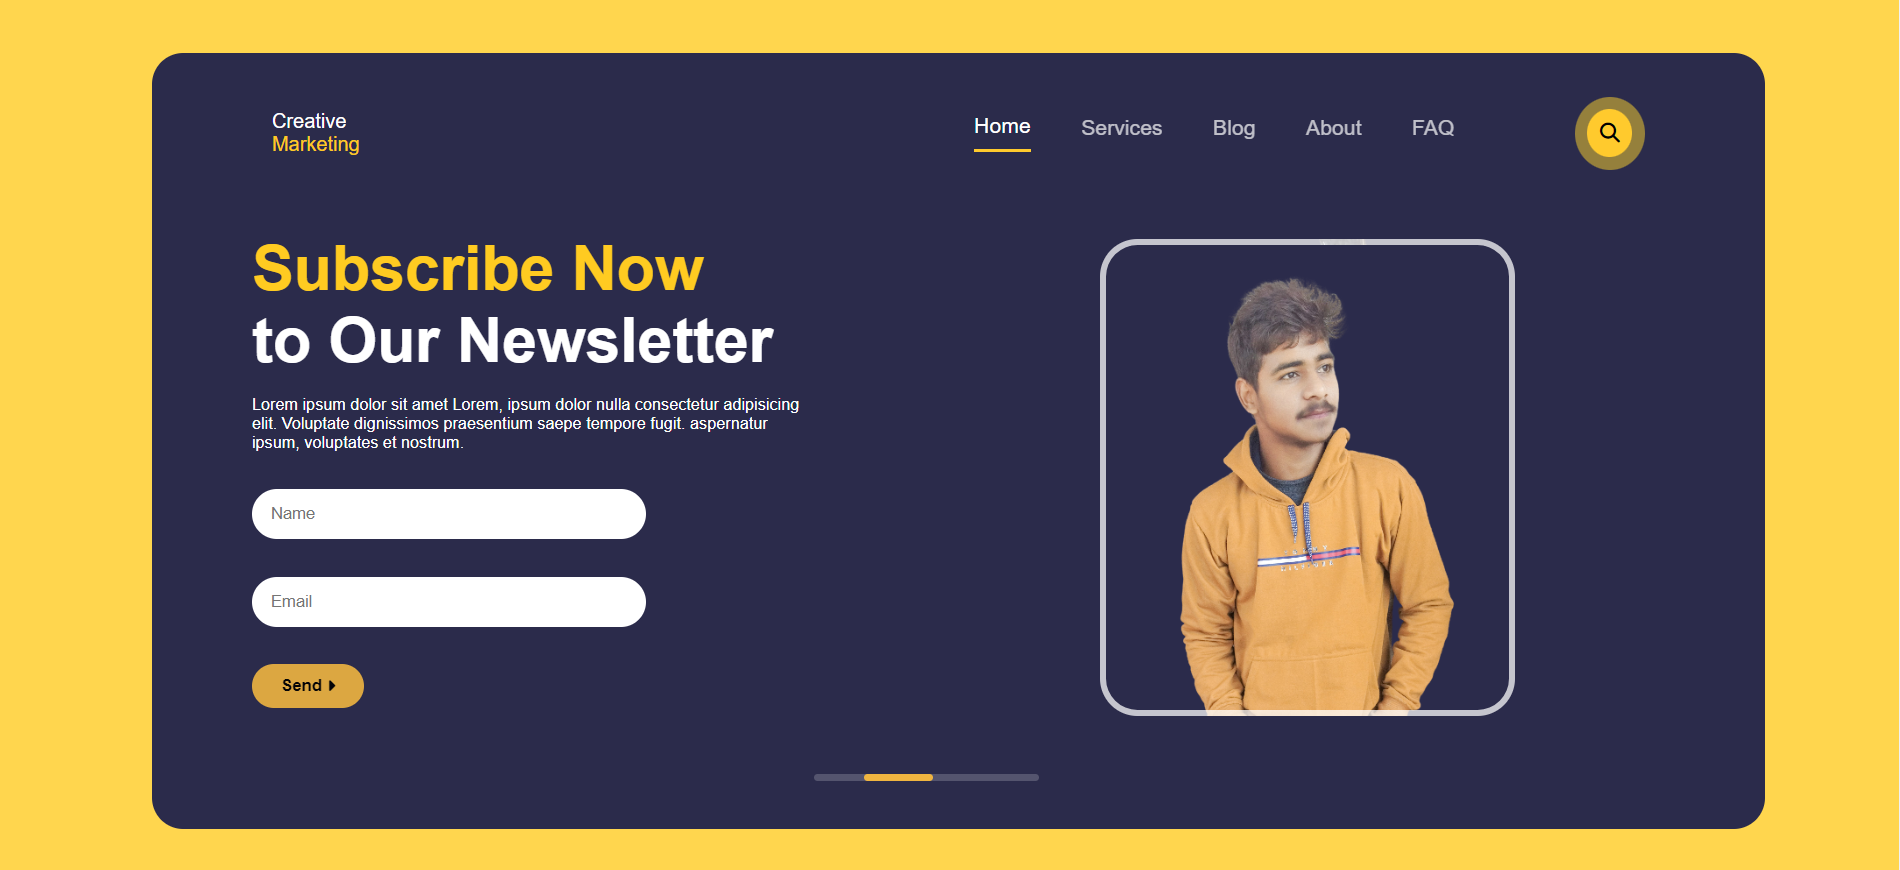 Creative
Marketing
Home Services Blog About FAQ
Subscribe Now
to Our Newsletter
Lorem ipsum dolor sit amet Lorem, ipsum dolor nulla consectetur adipisicing
elit. Voluptate dignissimos praesentium saepe tempore fugit. aspernatur
ipsum, voluptates et nostrum.
Name
Email
Send